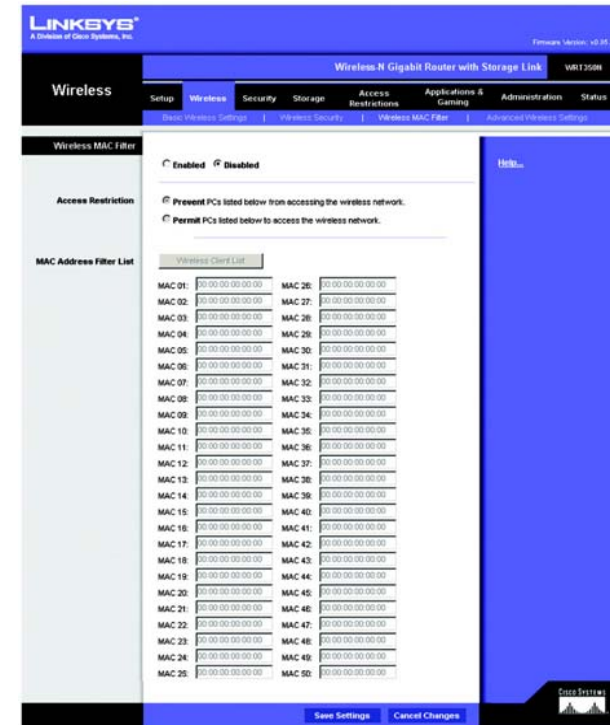 LINKSYS®
A Division of Cisco Systems, Inc.
Firmware Version: v0.95
Wireless-N Gigabit Router with Storage Link WRT350N
Wireless
Setup Wireless Security Storage Access Restrictions Applications & Gaming Administration Status
Basic Wireless Settings | Wireless Security | Wireless MAC Filter | Advanced Wireless Settings
Wireless MAC Filter
Enabled Disabled
Help...
Access Restriction
Prevent PCs listed below from accessing the wireless network.
Permit PCs listed below to access the wireless network.
MAC Address Filter List
Wireless Client List
MAC 01: 00:00:00:00:00:00 MAC 26: 00:00:00:00:00:00
MAC 02: 00:00:00:00:00:00 MAC 27: 00:00:00:00:00:00
MAC 03: 00:00:00:00:00:00 MAC 28: 00:00:00:00:00:00
MAC 04: 00:00:00:00:00:00 MAC 29: 00:00:00:00:00:00
MAC 05: 00:00:00:00:00:00 MAC 30: 00:00:00:00:00:00
MAC 06: 00:00:00:00:00:00 MAC 31: 00:00:00:00:00:00
MAC 07: 00:00:00:00:00:00 MAC 32: 00:00:00:00:00:00
MAC 08: 00:00:00:00:00:00 MAC 33: 00:00:00:00:00:00
MAC 09: 00:00:00:00:00:00 MAC 34: 00:00:00:00:00:00
MAC 10: 00:00:00:00:00:00 MAC 35: 00:00:00:00:00:00
MAC 11: 00:00:00:00:00:00 MAC 36: 00:00:00:00:00:00
MAC 12: 00:00:00:00:00:00 MAC 37: 00:00:00:00:00:00
MAC 13: 00:00:00:00:00:00 MAC 38: 00:00:00:00:00:00
MAC 14: 00:00:00:00:00:00 MAC 39: 00:00:00:00:00:00
MAC 15: 00:00:00:00:00:00 MAC 40: 00:00:00:00:00:00
MAC 16: 00:00:00:00:00:00 MAC 41: 00:00:00:00:00:00
MAC 17: 00:00:00:00:00:00 MAC 42: 00:00:00:00:00:00
MAC 18: 00:00:00:00:00:00 MAC 43: 00:00:00:00:00:00
MAC 19: 00:00:00:00:00:00 MAC 44: 00:00:00:00:00:00
MAC 20: 00:00:00:00:00:00 MAC 45: 00:00:00:00:00:00
MAC 21: 00:00:00:00:00:00 MAC 46: 00:00:00:00:00:00
MAC 22: 00:00:00:00:00:00 MAC 47: 00:00:00:00:00:00
MAC 23: 00:00:00:00:00:00 MAC 48: 00:00:00:00:00:00
MAC 24: 00:00:00:00:00:00 MAC 49: 00:00:00:00:00:00
MAC 25: 00:00:00:00:00:00 MAC 50: 00:00:00:00:00:00
Save Settings Cancel Changes
CISCO SYSTEMS